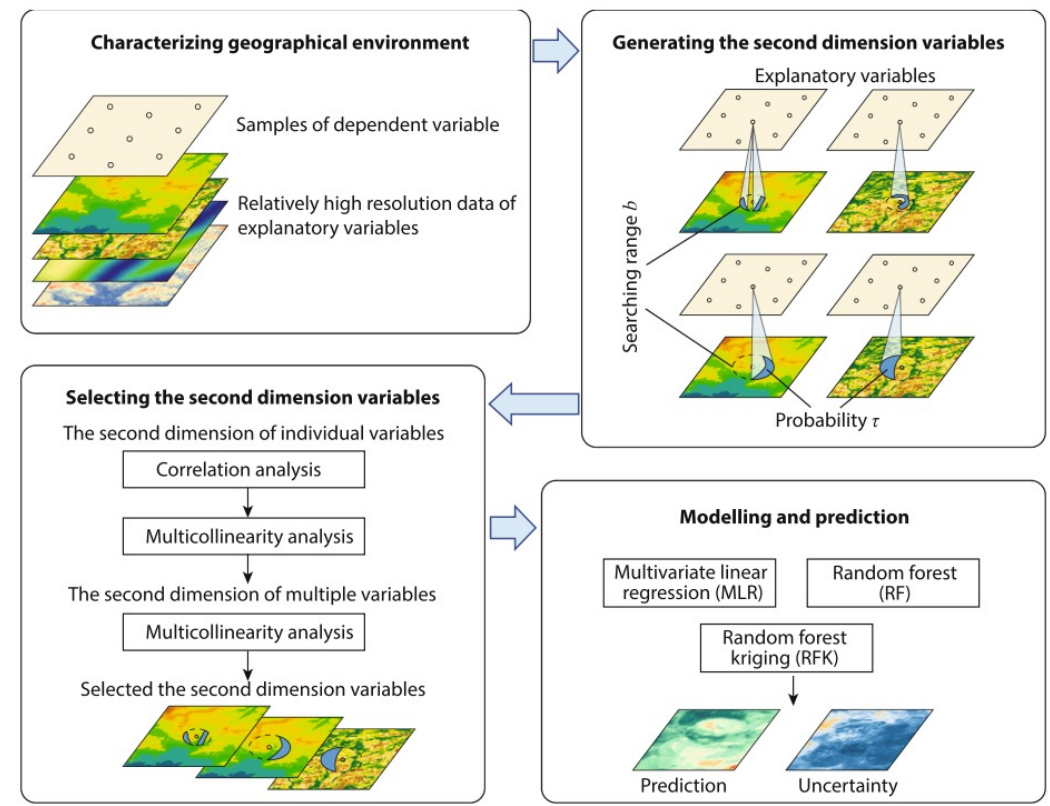 Characterizing geographical environment
Samples of dependent variable
Relatively high resolution data of
explanatory variables
Generating the second dimension variables
Explanatory variables
Searching range b
Probability τ
Selecting the second dimension variables
The second dimension of individual variables
Correlation analysis
Multicollinearity analysis
The second dimension of multiple variables
Multicollinearity analysis
Selected the second dimension variables
Modelling and prediction
Multivariate linear
regression (MLR)
Random forest
(RF)
Random forest
kriging (RFK)
Prediction
Uncertainty